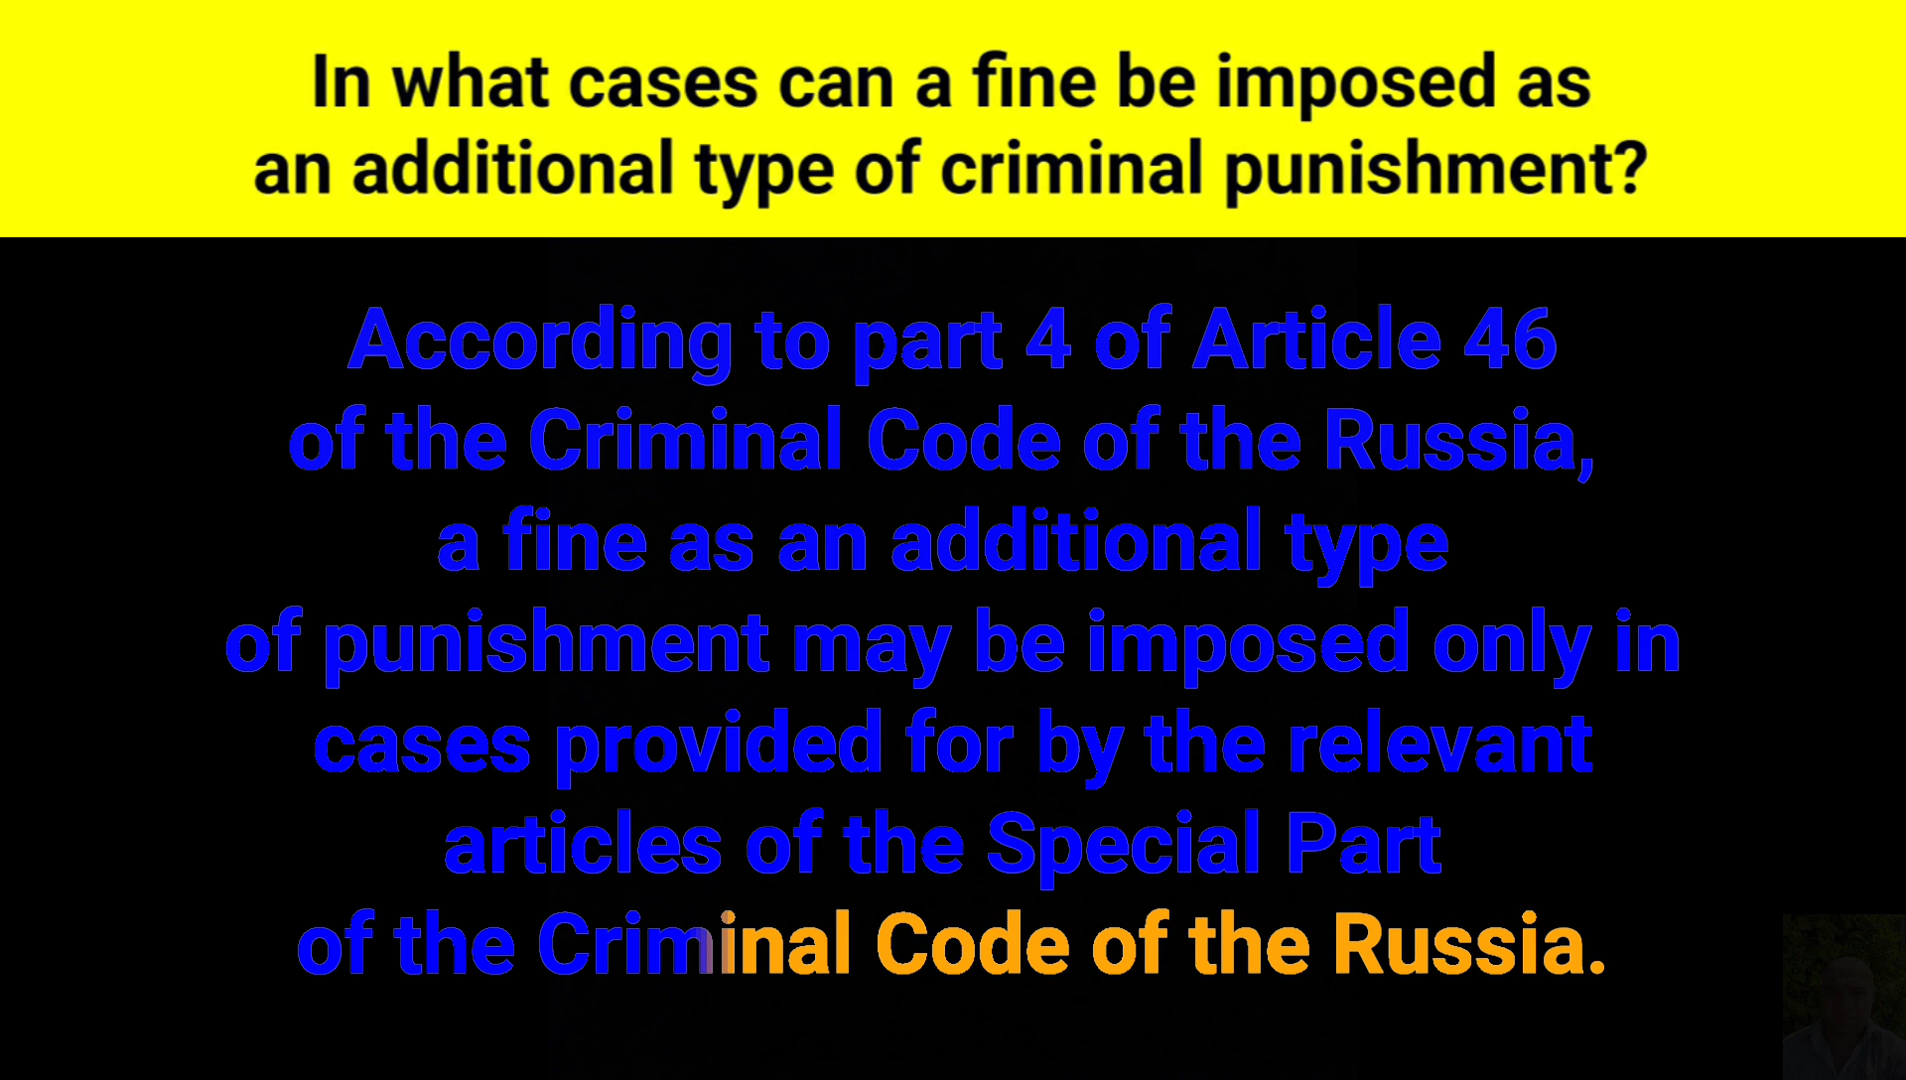 In what cases can a fine be imposed as
an additional type of criminal punishment?
According to part 4 of Article 46
of the Criminal Code of the Russia,
a fine as an additional type
of punishment may be imposed only in
cases provided for by the relevant
articles of the Special Part
of the Criminal Code of the Russia.